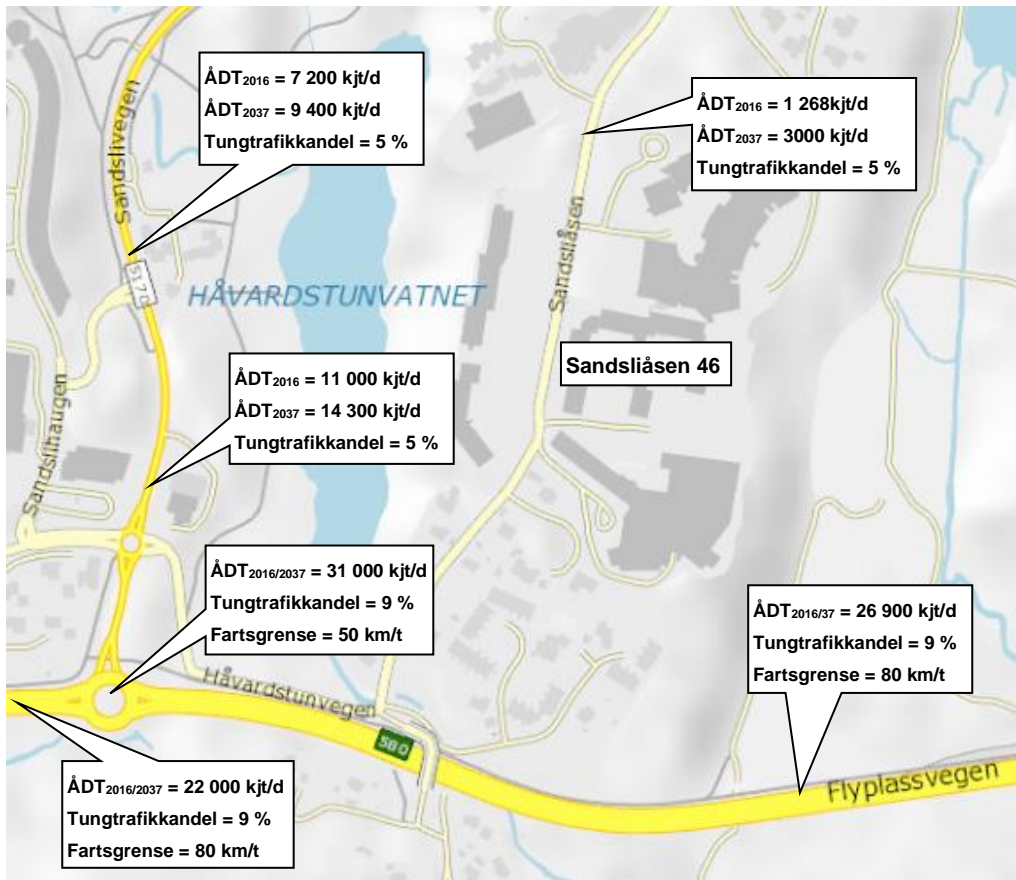 ÅDT2016 = 7 200 kjt/d
ÅDT2037 = 9 400 kjt/d
Tungtrafikkandel = 5 %
ÅDT2016 = 1 268kjt/d
ÅDT2037 = 3000 kjt/d
Tungtrafikkandel = 5 %
Sandslivegen
5170
HÅVARDSTUNVATNET
Sandsliåsen
Sandsliåsen 46
ÅDT2016 = 11 000 kjt/d
ÅDT2037 = 14 300 kjt/d
Tungtrafikkandel = 5 %
Sandslihaugen
ÅDT2016/2037 = 31 000 kjt/d
Tungtrafikkandel = 9 %
Fartsgrense = 50 km/t
ÅDT2016/37 = 26 900 kjt/d
Tungtrafikkandel = 9 %
Fartsgrense = 80 km/t
Håvardstunvegen
580
Flyplassvegen
ÅDT2016/2037 = 22 000 kjt/d
Tungtrafikkandel = 9 %
Fartsgrense = 80 km/t